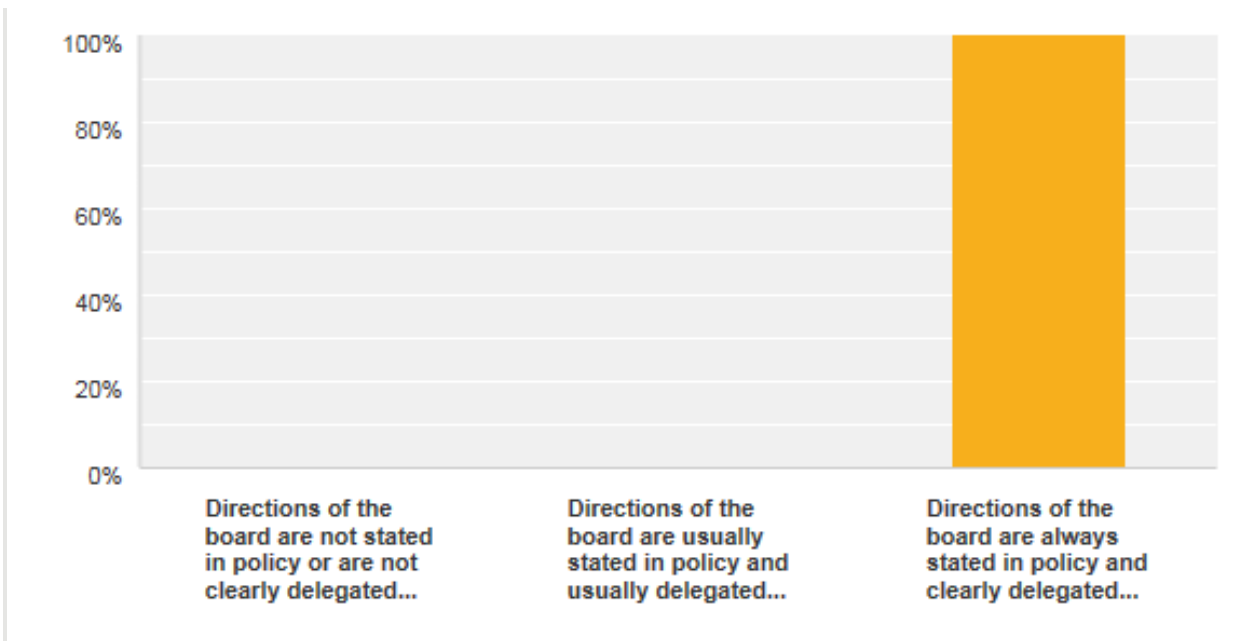 100%
80%
60%
40%
20%
0%
Directions of the
board are not stated
in policy or are not
clearly delegated...
Directions of the
board are usually
stated in policy and
usually delegated...
Directions of the
board are always
stated in policy and
clearly delegated...